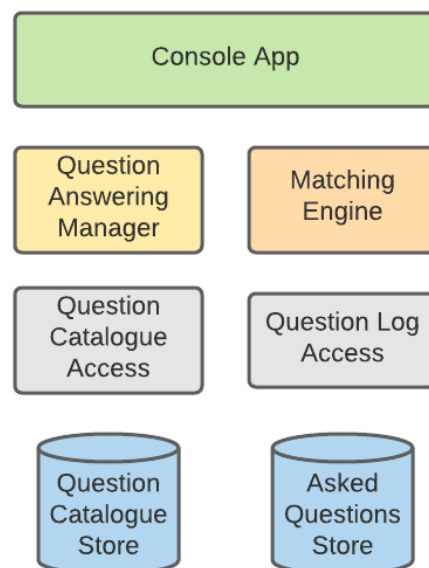 Console App
Question
Answering
Manager
Matching
Engine
Question
Catalogue
Access
Question Log
Access
Question
Catalogue
Store
Asked
Questions
Store